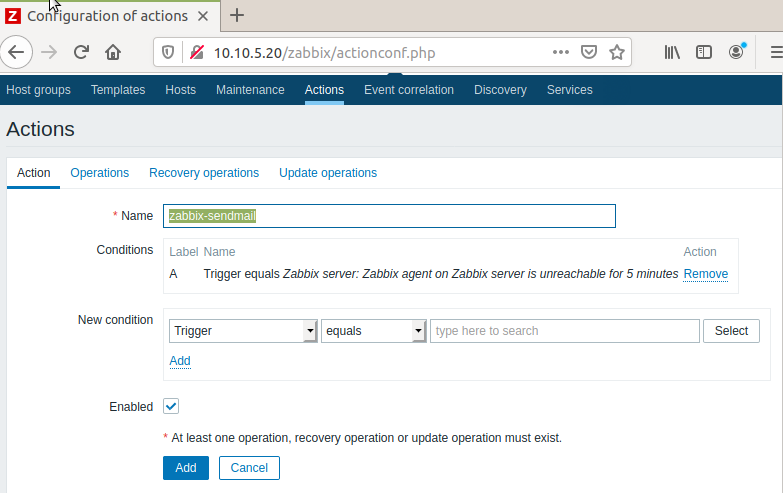 Z Configuration of actions
10.10.5.20/zabbix/actionconf.php
Host groups Templates Hosts Maintenance Actions Event correlation Discovery Services
Actions
Action Operations Recovery operations Update operations
* Name zabbix-sendmail
Conditions Label Name Action
A Trigger equals Zabbix server: Zabbix agent on Zabbix server is unreachable for 5 minutes Remove
New condition Trigger equals type here to search Select
Add
Enabled
* At least one operation, recovery operation or update operation must exist.
Add Cancel